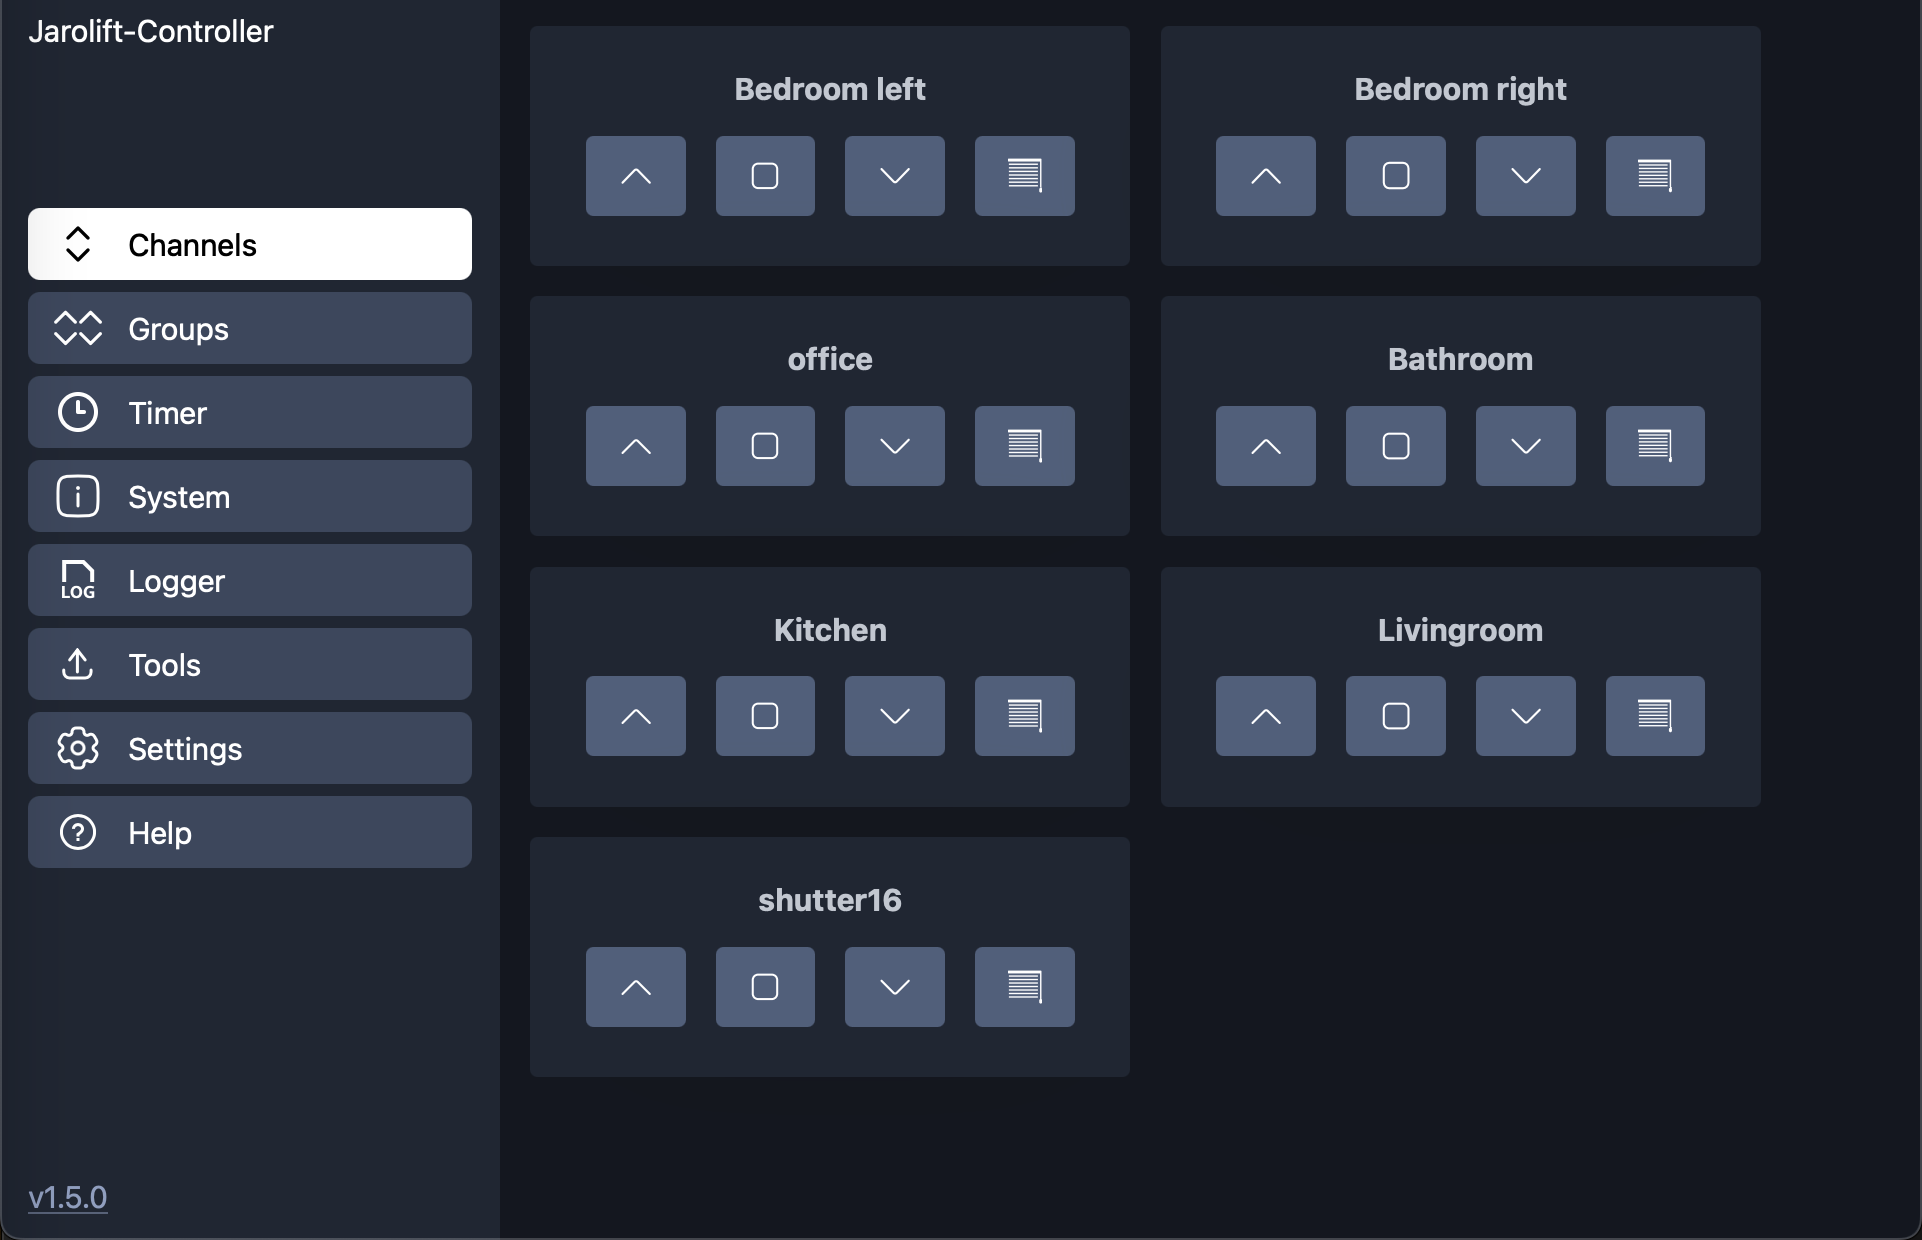 Jarolift-Controller
Channels
Groups
Timer
System
LOG
Logger
Tools
Settings
Help
v1.5.0
Bedroom left
Bedroom right
office
Bathroom
Kitchen
Livingroom
shutter16